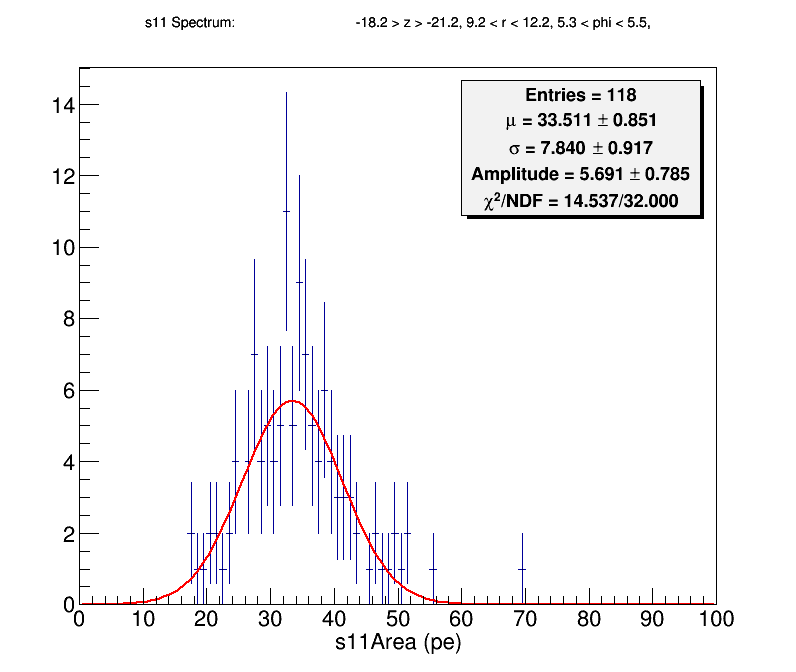 s11 Spectrum: -18.2 > z > -21.2, 9.2 < r < 12.2, 5.3 < phi < 5.5,
Entries = 118
μ = 33.511 ± 0.851
σ = 7.840 ± 0.917
Amplitude = 5.691 ± 0.785
χ²/NDF = 14.537/32.000
14
12
10
8
6
4
2
0
0 10 20 30 40 50 60 70 80 90 100
s11Area (pe)